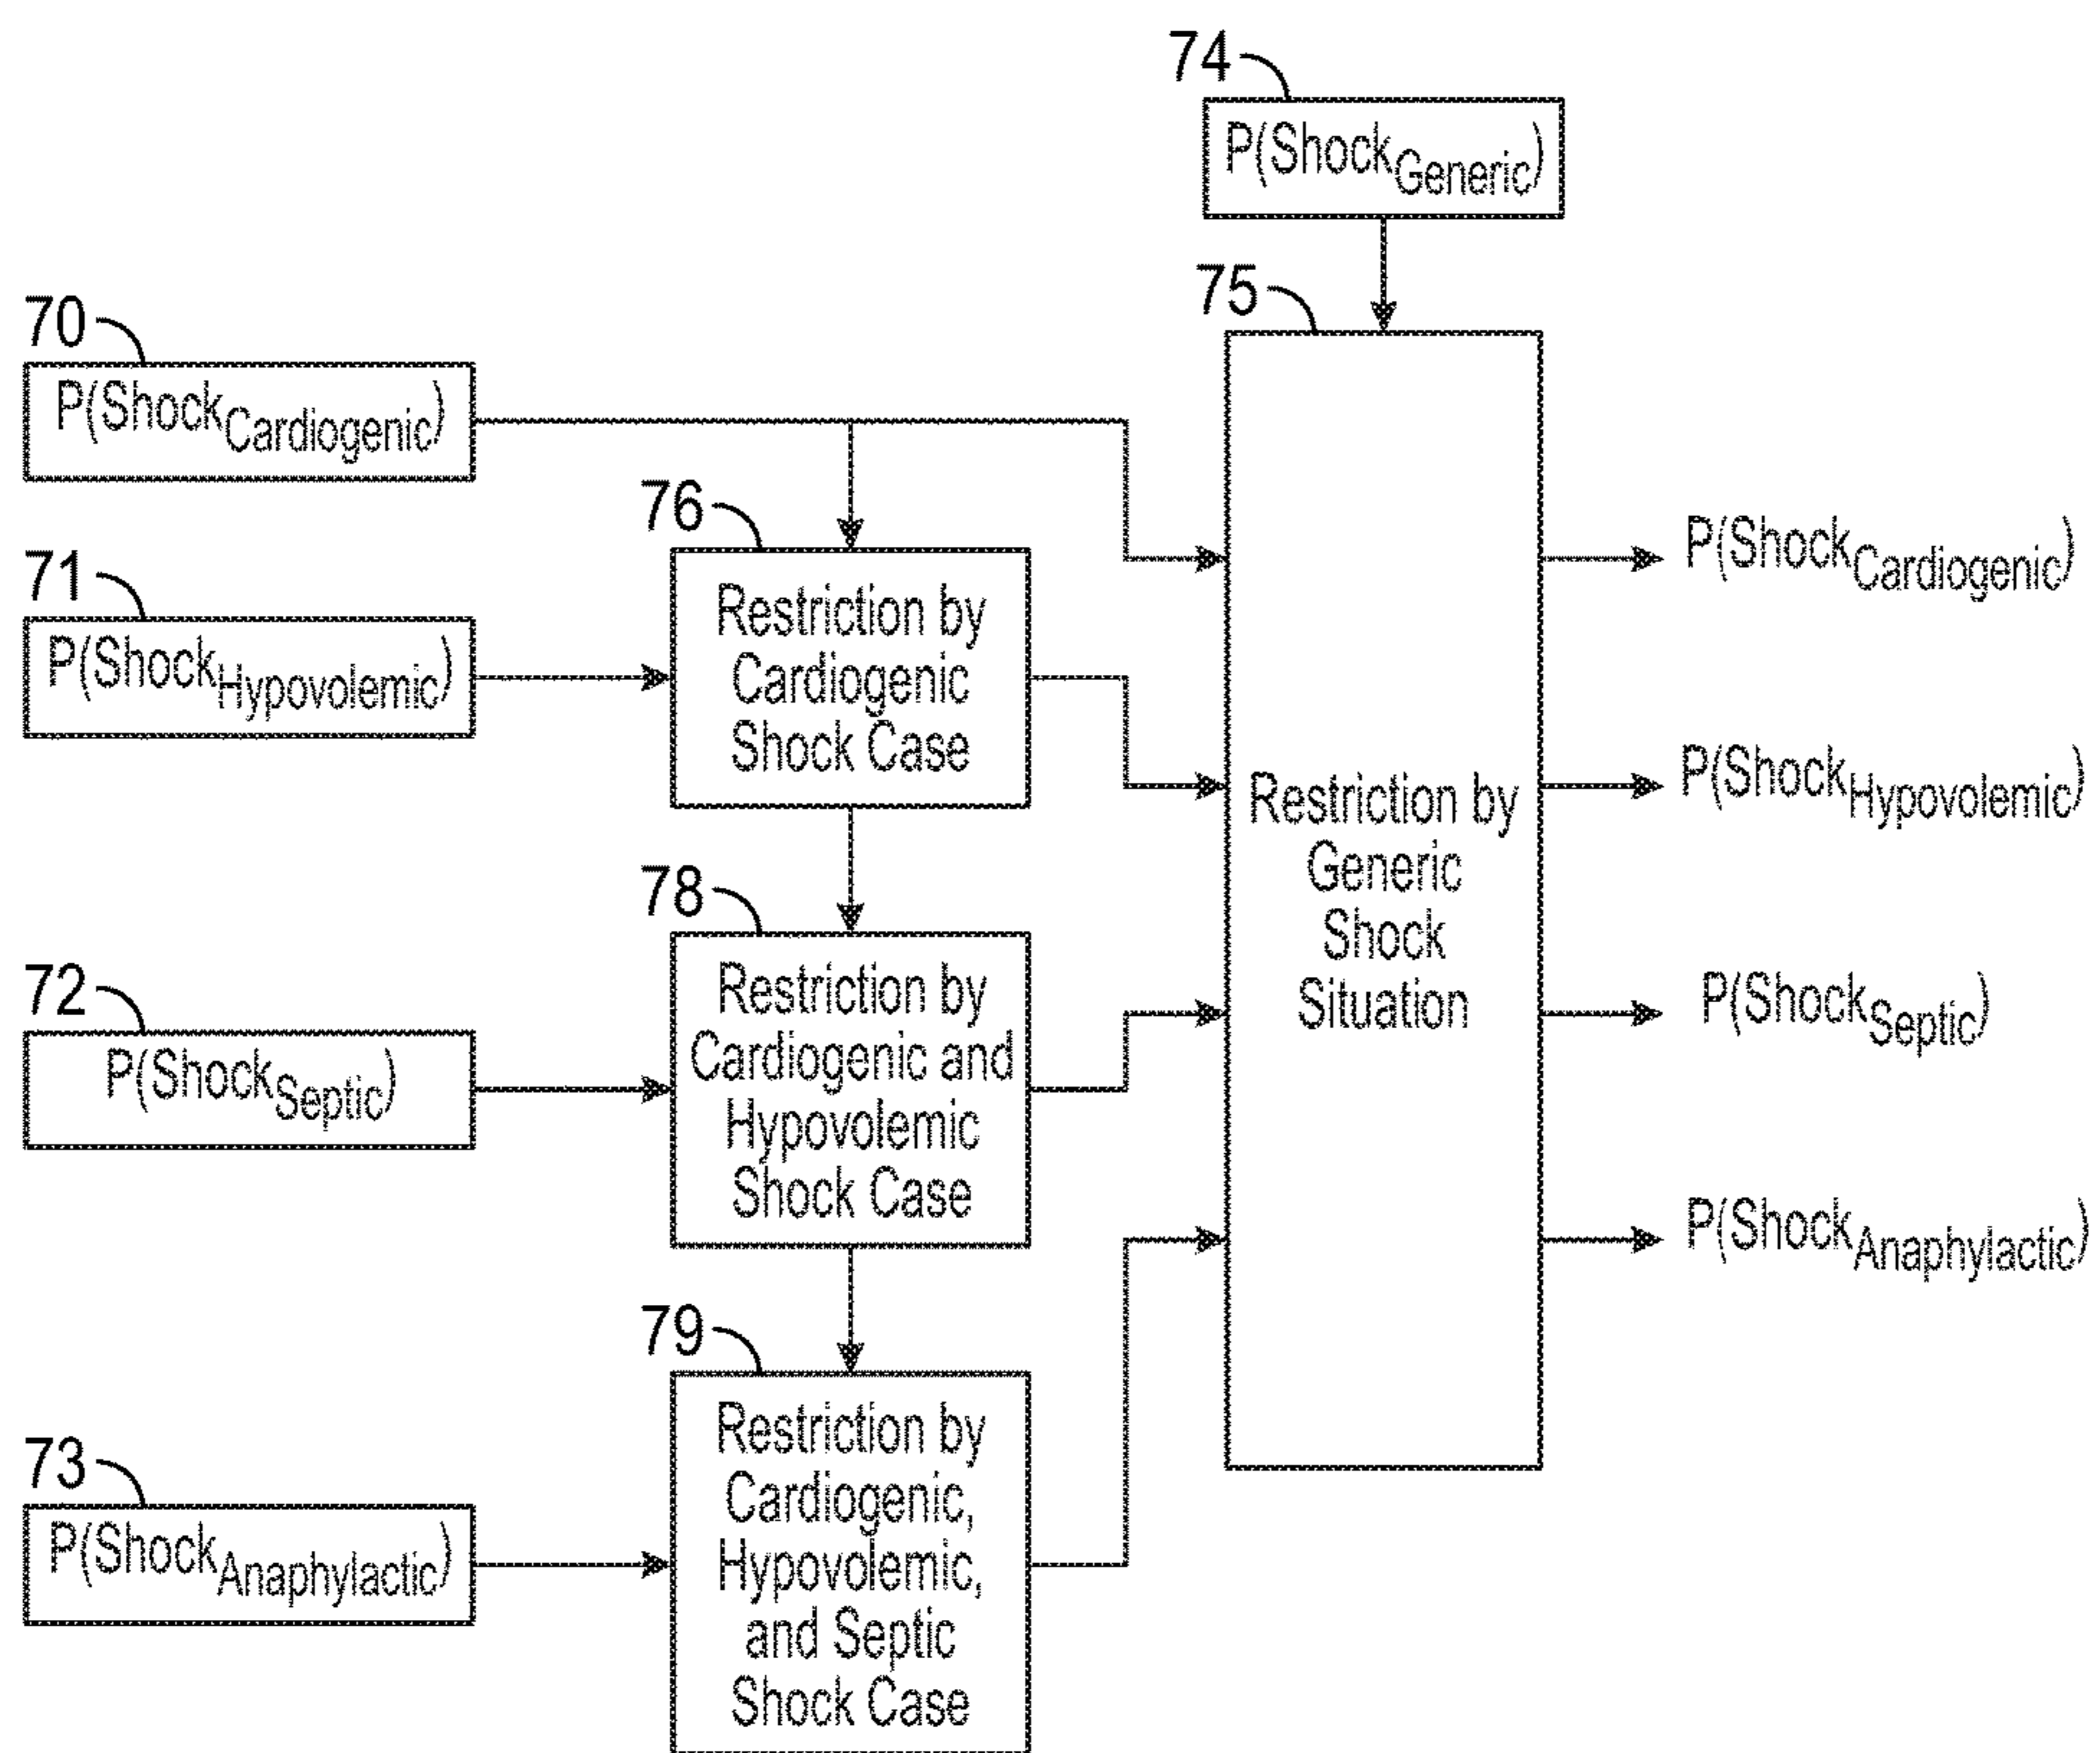 74
P(ShockGeneric)
75
70
P(ShockCardiogenic)
76
Restriction by
Cardiogenic
Shock Case
71
P(ShockHypovolemic)
78
Restriction by
Cardiogenic and
Hypovolemic
Shock Case
72
P(ShockSeptic)
79
Restriction by
Cardiogenic,
Hypovolemic,
and Septic
Shock Case
73
P(ShockAnaphylactic)
Restriction by
Generic
Shock
Situation
P(ShockCardiogenic)
P(ShockHypovolemic)
P(ShockSeptic)
P(ShockAnaphylactic)